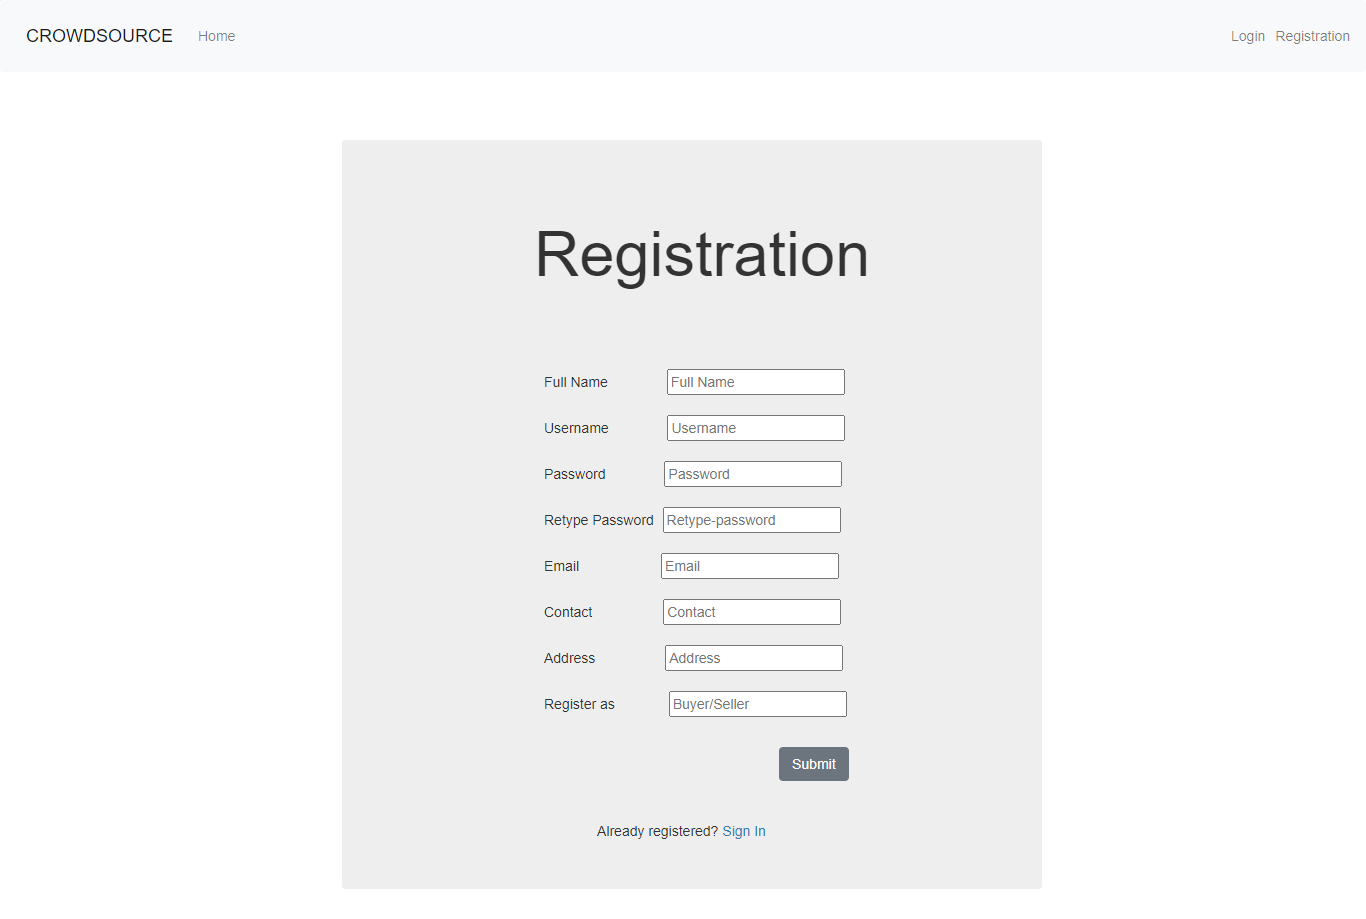 CROWDSOURCE Home Login Registration
Registration
Full Name Full Name
Username Username
Password Password
Retype Password Retype-password
Email Email
Contact Contact
Address Address
Register as Buyer/Seller
Submit
Already registered? Sign In